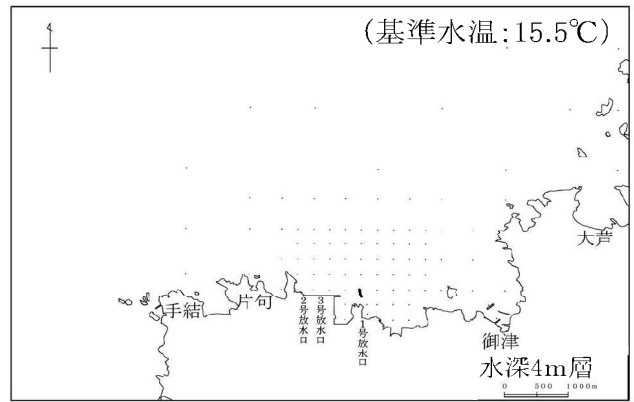 (基準水温:15.5℃)
大芦
手結
片句
2号放水口
3号放水口
1号放水口
御津
水深4m層
0 500 1000m